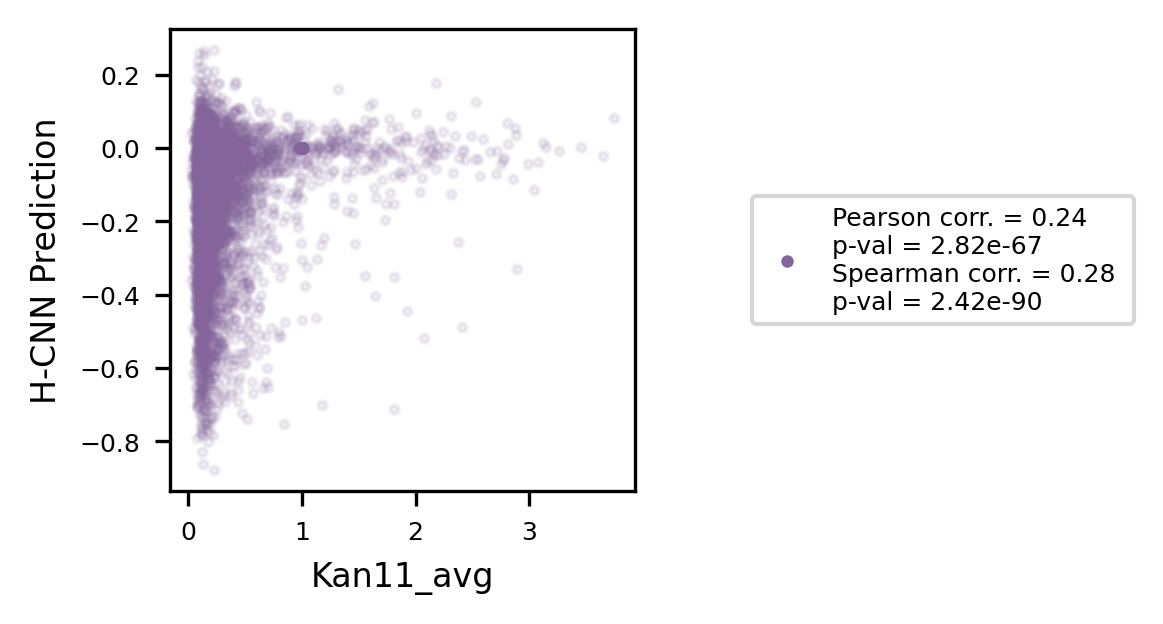 H-CNN Prediction
0.2
0.0
−0.2
−0.4
−0.6
−0.8
0 1 2 3
Kan11_avg
Pearson corr. = 0.24
p-val = 2.82e-67
Spearman corr. = 0.28
p-val = 2.42e-90